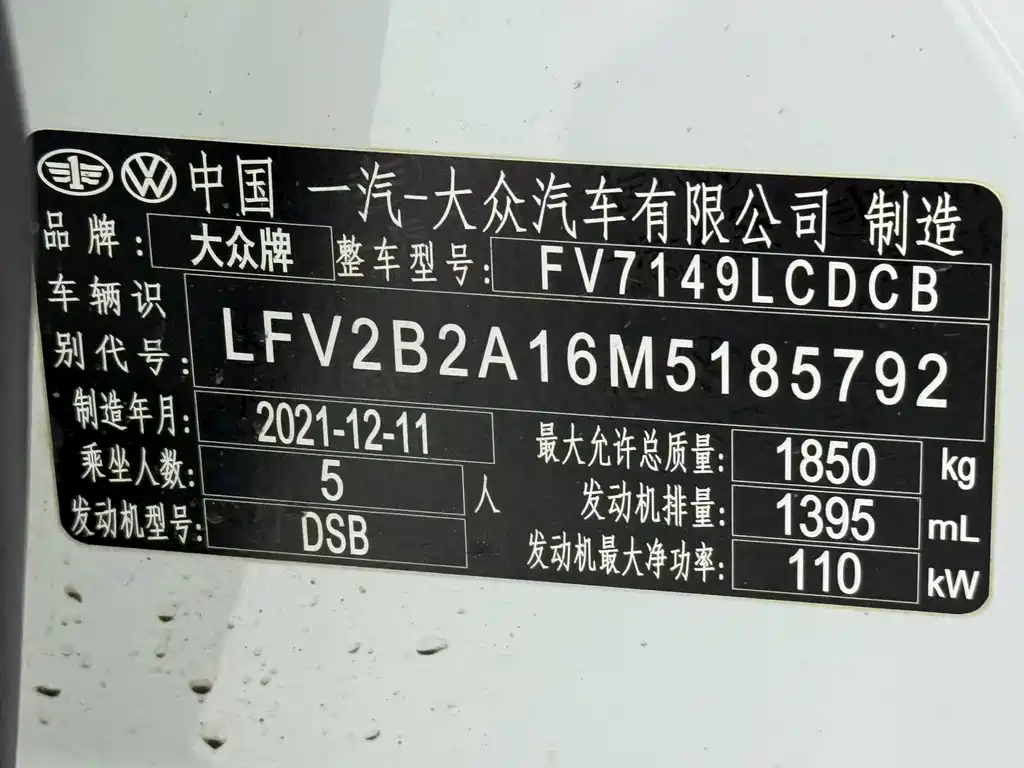 中国 一汽-大众汽车有限公司 制造
品牌: 大众牌 整车型号: FV7149LCDCB
车辆识
别代号: LFV2B2A16M5185792
制造年月: 2021-12-11 最大允许总质量: 1850 kg
乘坐人数: 5 人 发动机排量: 1395 mL
发动机型号: DSB 发动机最大净功率: 110 kW